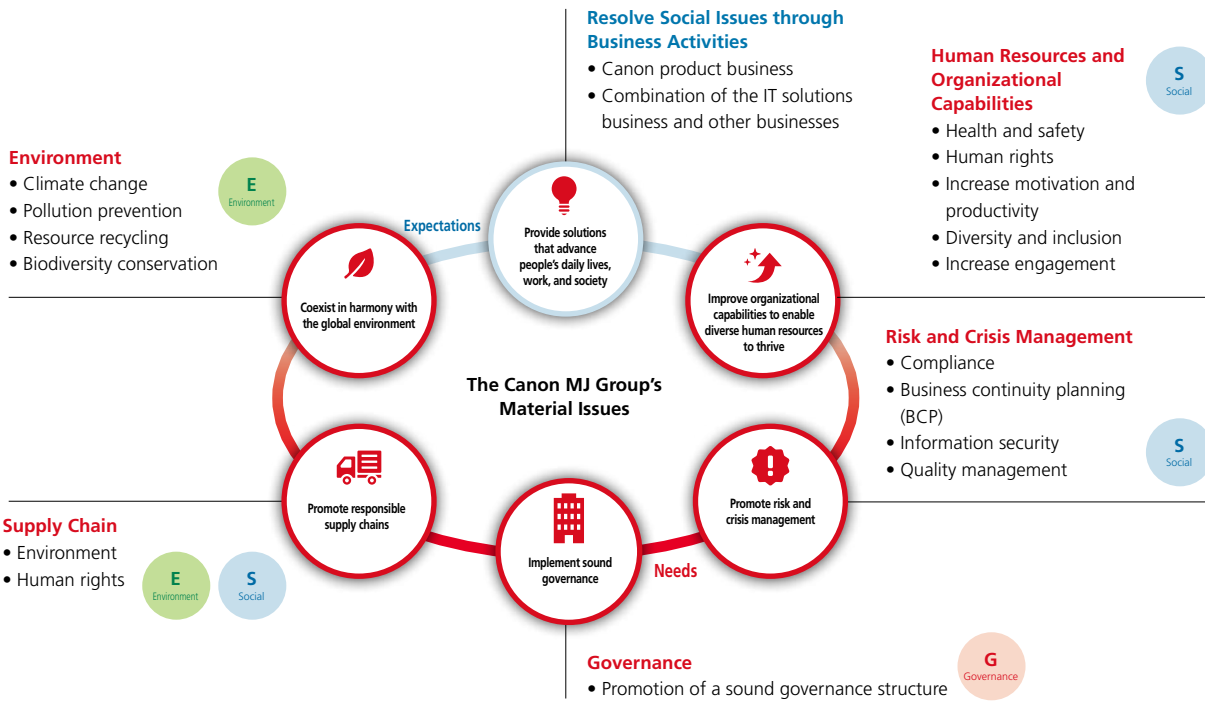 Resolve Social Issues through
Business Activities
• Canon product business
• Combination of the IT solutions
business and other businesses
Human Resources and
Organizational
Capabilities
• Health and safety
• Human rights
• Increase motivation and
productivity
• Diversity and inclusion
• Increase engagement
S
Social
Environment
• Climate change
• Pollution prevention
• Resource recycling
• Biodiversity conservation
E
Environment
Expectations
Provide solutions
that advance
people's daily lives,
work, and society
Coexist in harmony with
the global environment
Improve organizational
capabilities to enable
diverse human resources
to thrive
The Canon MJ Group's
Material Issues
Risk and Crisis Management
• Compliance
• Business continuity planning
(BCP)
• Information security
• Quality management
S
Social
Promote responsible
supply chains
Implement sound
governance
Promote risk and
crisis management
Needs
Supply Chain
• Environment
• Human rights
E
Environment
S
Social
Governance
• Promotion of a sound governance structure
G
Governance